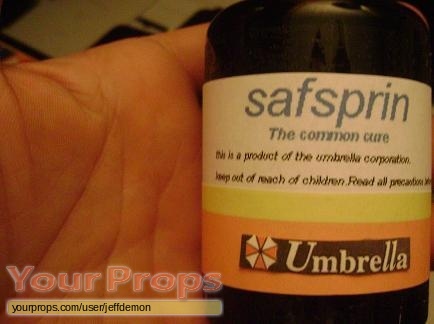 safsprin
The common cure
this is a product of the umbrella corporation.
keep out of reach of children.Read all precautions
Umbrella
Your Props
yourprops.com/user/jeffdemon